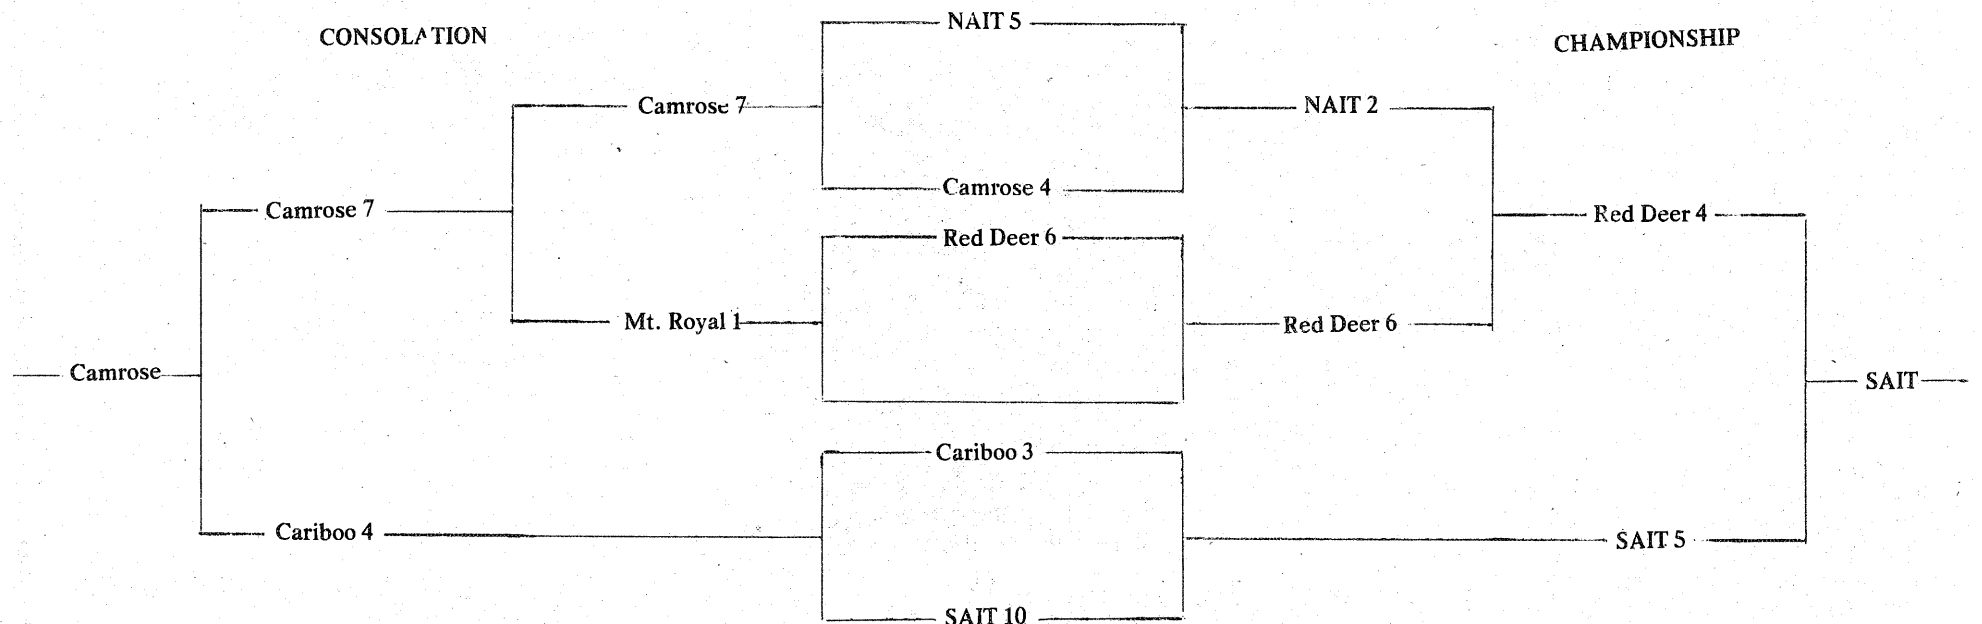 CONSOLATION
NAIT 5
CHAMPIONSHIP
Camrose 7
NAIT 2
Camrose 4
Camrose 7
Red Deer 4
Red Deer 6
Mt. Royal 1
Red Deer 6
Camrose
SAIT
Cariboo 3
Cariboo 4
SAIT 5
SAIT 10